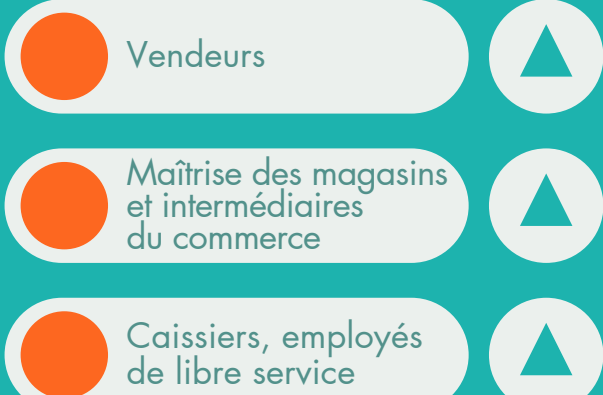 Vendeurs
Maîtrise des magasins
et intermédiaires
du commerce
Caissiers, employés
de libre service